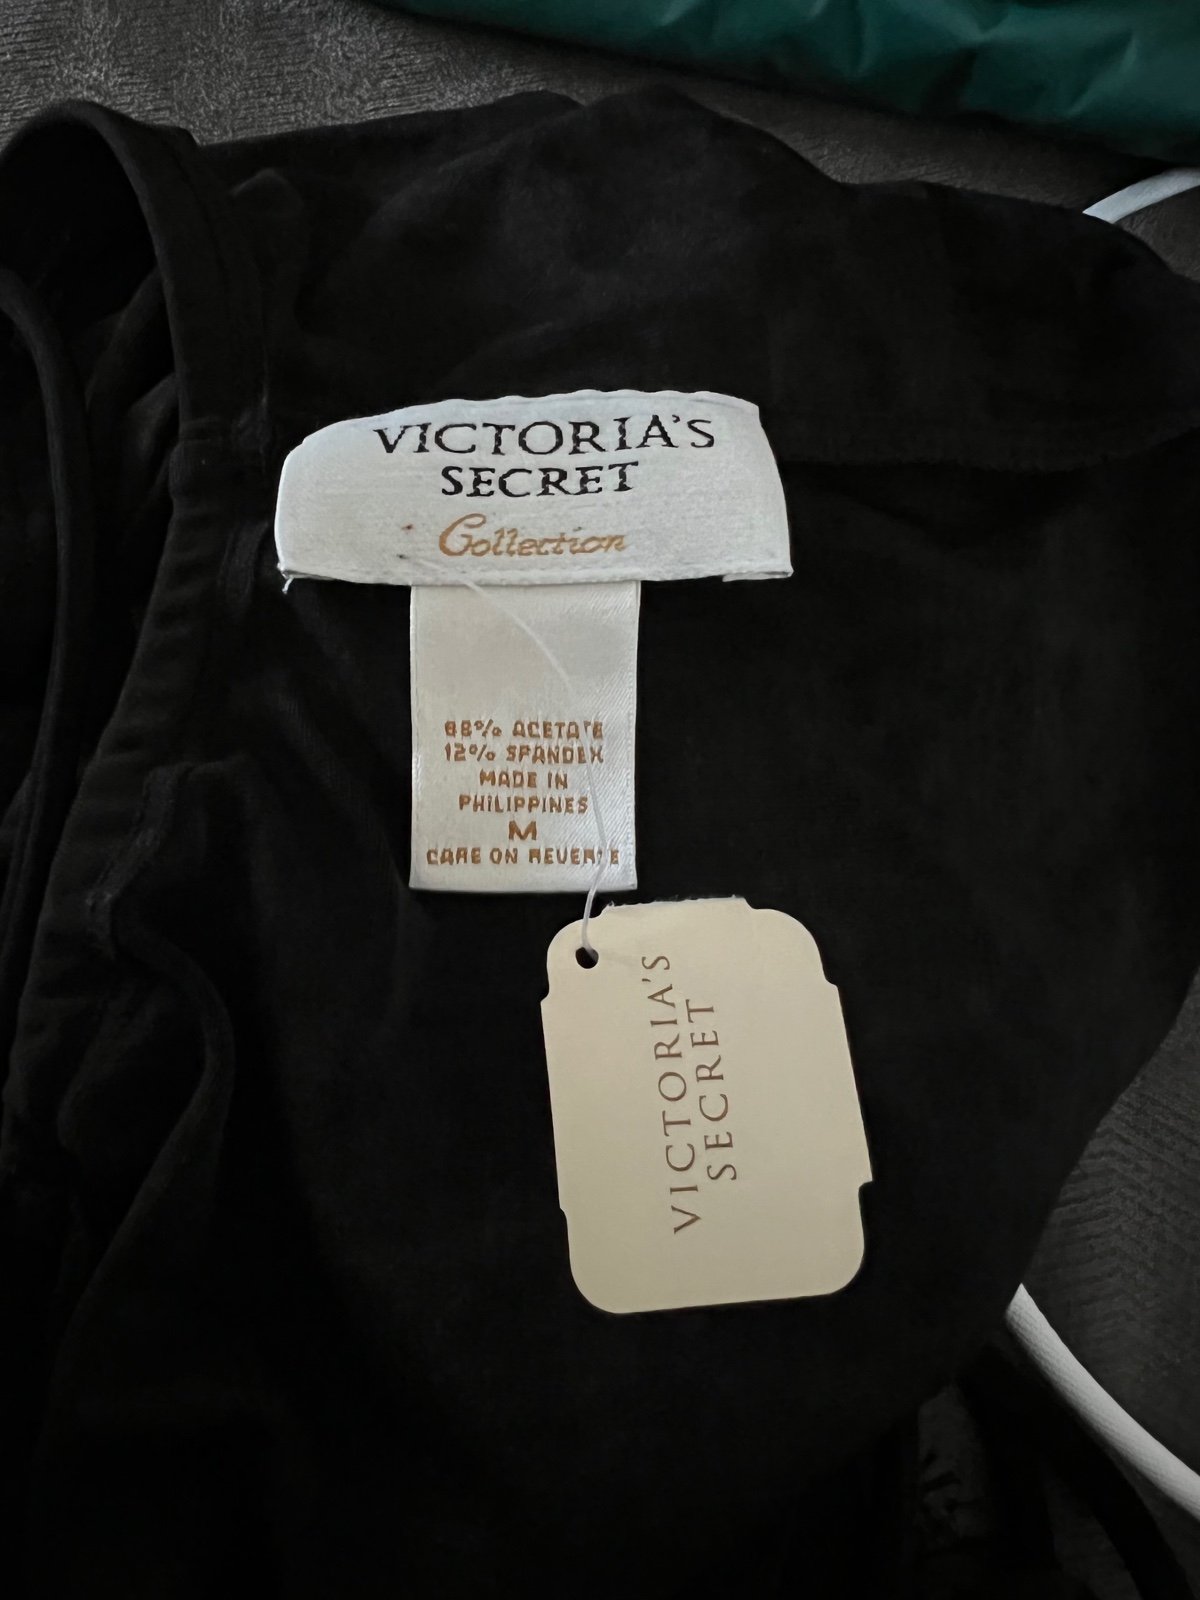 VICTORIA'S
SECRET
Collection
88% ACETATE
12% SPANDEX
MADE IN
PHILIPPINES
M
CARE ON REVERSE
VICTORIA'S
SECRET